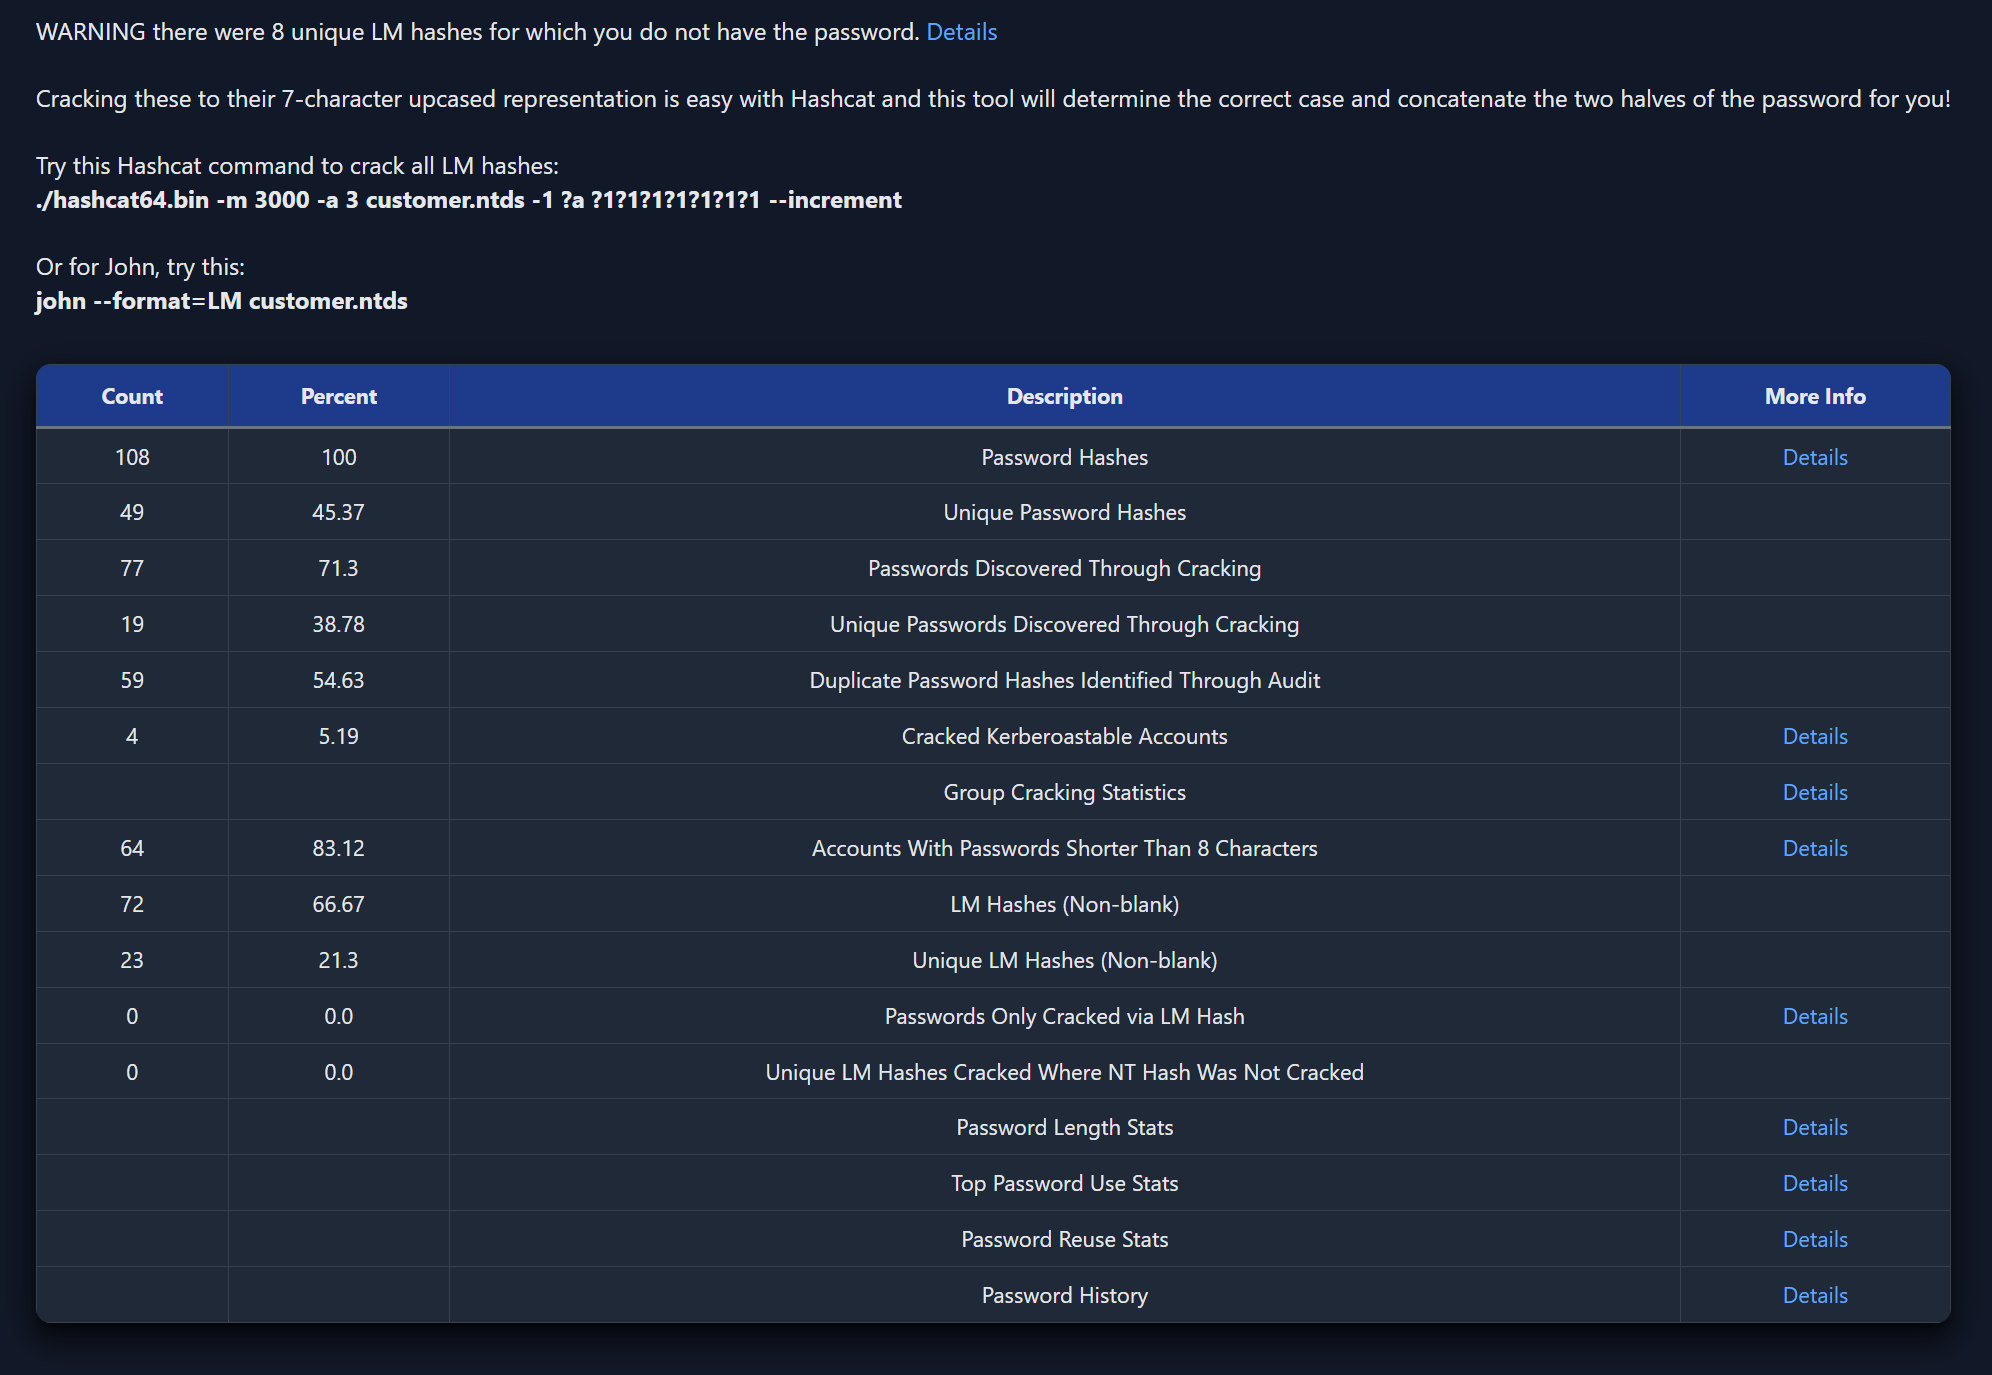 WARNING there were 8 unique LM hashes for which you do not have the password. Details
Cracking these to their 7-character upcased representation is easy with Hashcat and this tool will determine the correct case and concatenate the two halves of the password for you!
Try this Hashcat command to crack all LM hashes:
./hashcat64.bin -m 3000 -a 3 customer.ntds -1 ?a ?1?1?1?1?1?1?1 --increment
Or for John, try this:
john --format=LM customer.ntds
Count Percent Description More Info
108 100 Password Hashes Details
49 45.37 Unique Password Hashes
77 71.3 Passwords Discovered Through Cracking
19 38.78 Unique Passwords Discovered Through Cracking
59 54.63 Duplicate Password Hashes Identified Through Audit
4 5.19 Cracked Kerberoastable Accounts Details
Group Cracking Statistics Details
64 83.12 Accounts With Passwords Shorter Than 8 Characters Details
72 66.67 LM Hashes (Non-blank)
23 21.3 Unique LM Hashes (Non-blank)
0 0.0 Passwords Only Cracked via LM Hash Details
0 0.0 Unique LM Hashes Cracked Where NT Hash Was Not Cracked
Password Length Stats Details
Top Password Use Stats Details
Password Reuse Stats Details
Password History Details